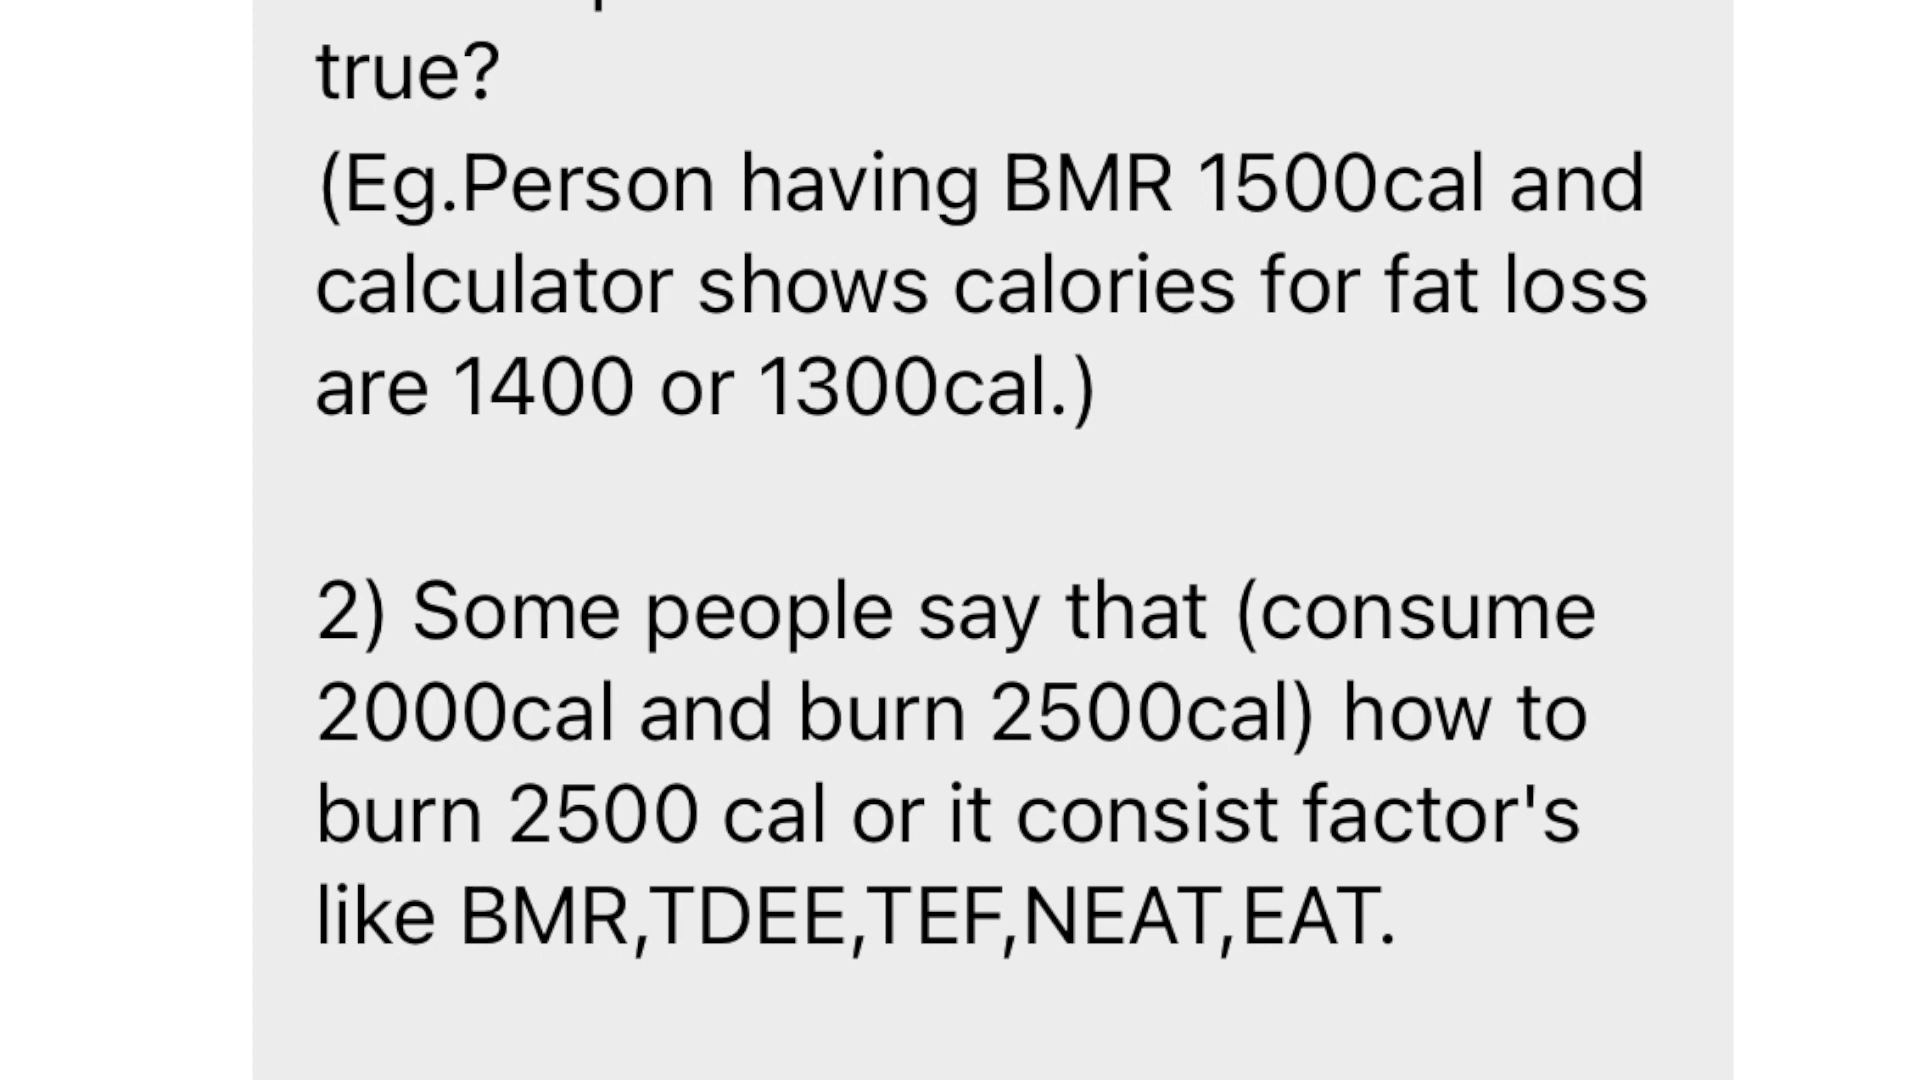 true?
(Eg.Person having BMR 1500cal and
calculator shows calories for fat loss
are 1400 or 1300cal.)
2) Some people say that (consume
2000cal and burn 2500cal) how to
burn 2500 cal or it consist factor's
like BMR,TDEE,TEF,NEAT,EAT.